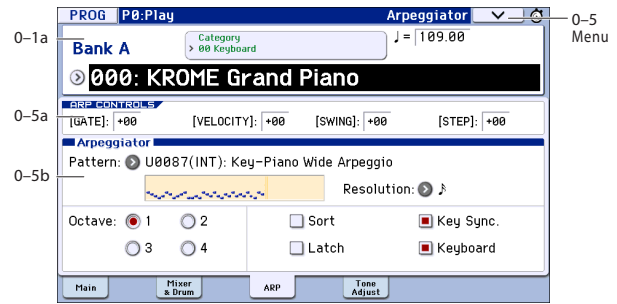 PROG P0:Play Arpeggiator
0–5 Menu
0–1a
Bank A
Category
00 Keyboard
♩= 109.00
000: KROME Grand Piano
ARP CONTROLS
0–5a
[GATE]: +00 [VELOCITY]: +00 [SWING]: +00 [STEP]: +00
Arpeggiator
Pattern: U0087(INT): Key-Piano Wide Arpeggio
0–5b
Resolution:
Octave: 1 2 Sort Key Sync.
3 4 Latch Keyboard
Main Mixer & Drum ARP Tone Adjust